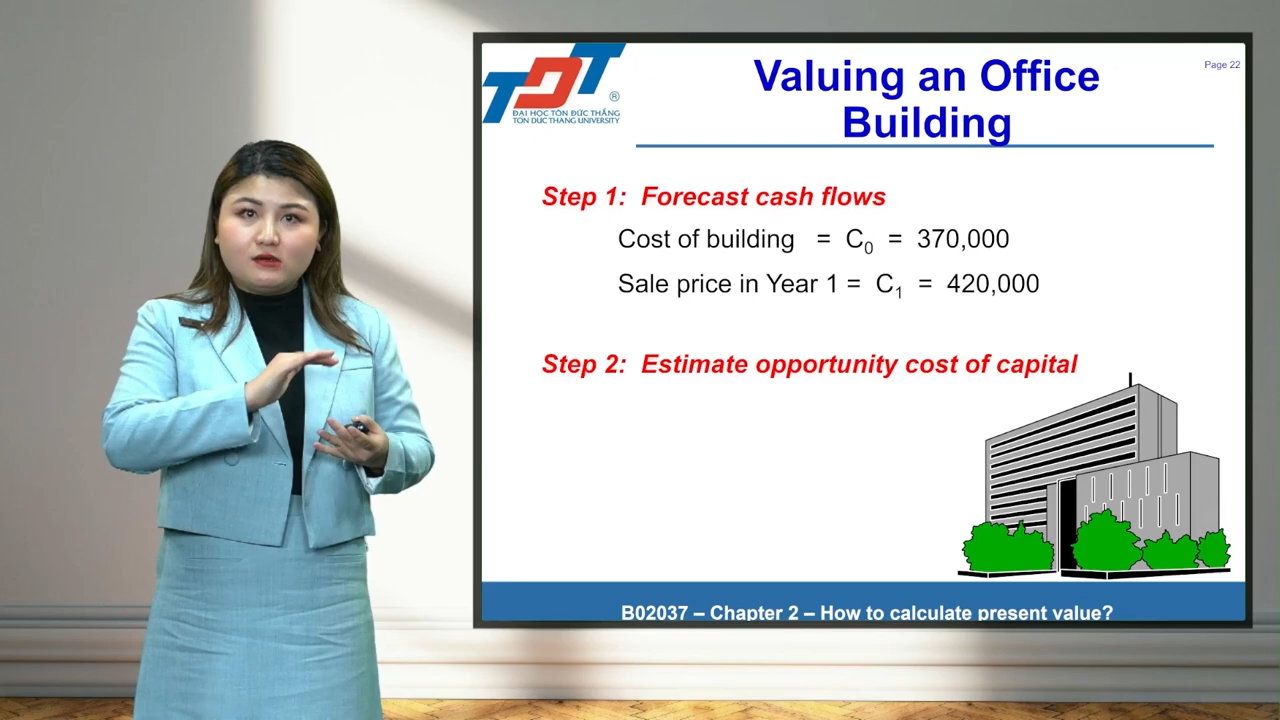 TDT
®
ĐẠI HỌC TÔN ĐỨC THẮNG
TON DUC THANG UNIVERSITY
Valuing an Office
Building
Page 22
Step 1: Forecast cash flows
Cost of building = C₀ = 370,000
Sale price in Year 1 = C₁ = 420,000
Step 2: Estimate opportunity cost of capital
B02037 – Chapter 2 – How to calculate present value?